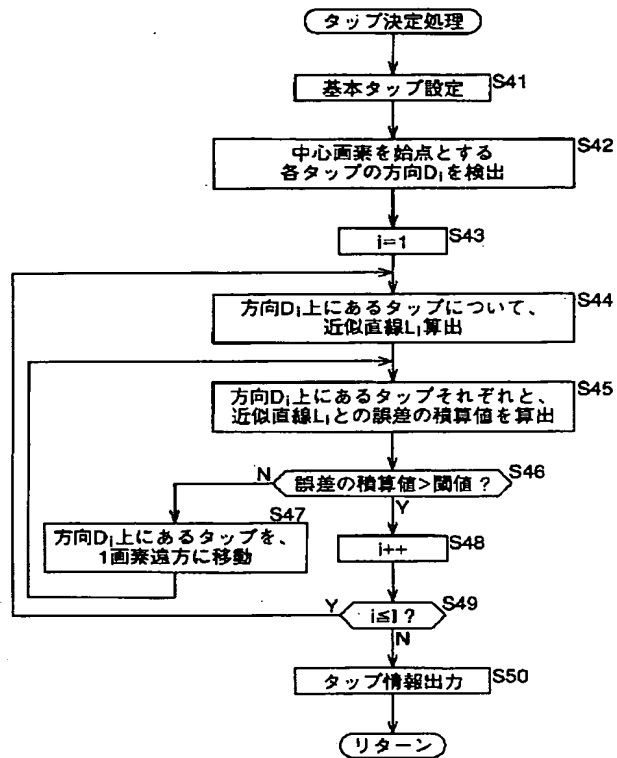 タップ決定処理
基本タップ設定
S41
中心画素を始点とする
各タップの方向Diを検出
S42
i=1
S43
方向Di上にあるタップについて、
近似直線Li算出
S44
方向Di上にあるタップそれぞれと、
近似直線Liとの誤差の積算値を算出
S45
N
誤差の積算値>閾値?
S46
Y
S47
方向Di上にあるタップを、
1画素遠方に移動
i++
S48
Y
i≦I?
S49
N
タップ情報出力
S50
リターン